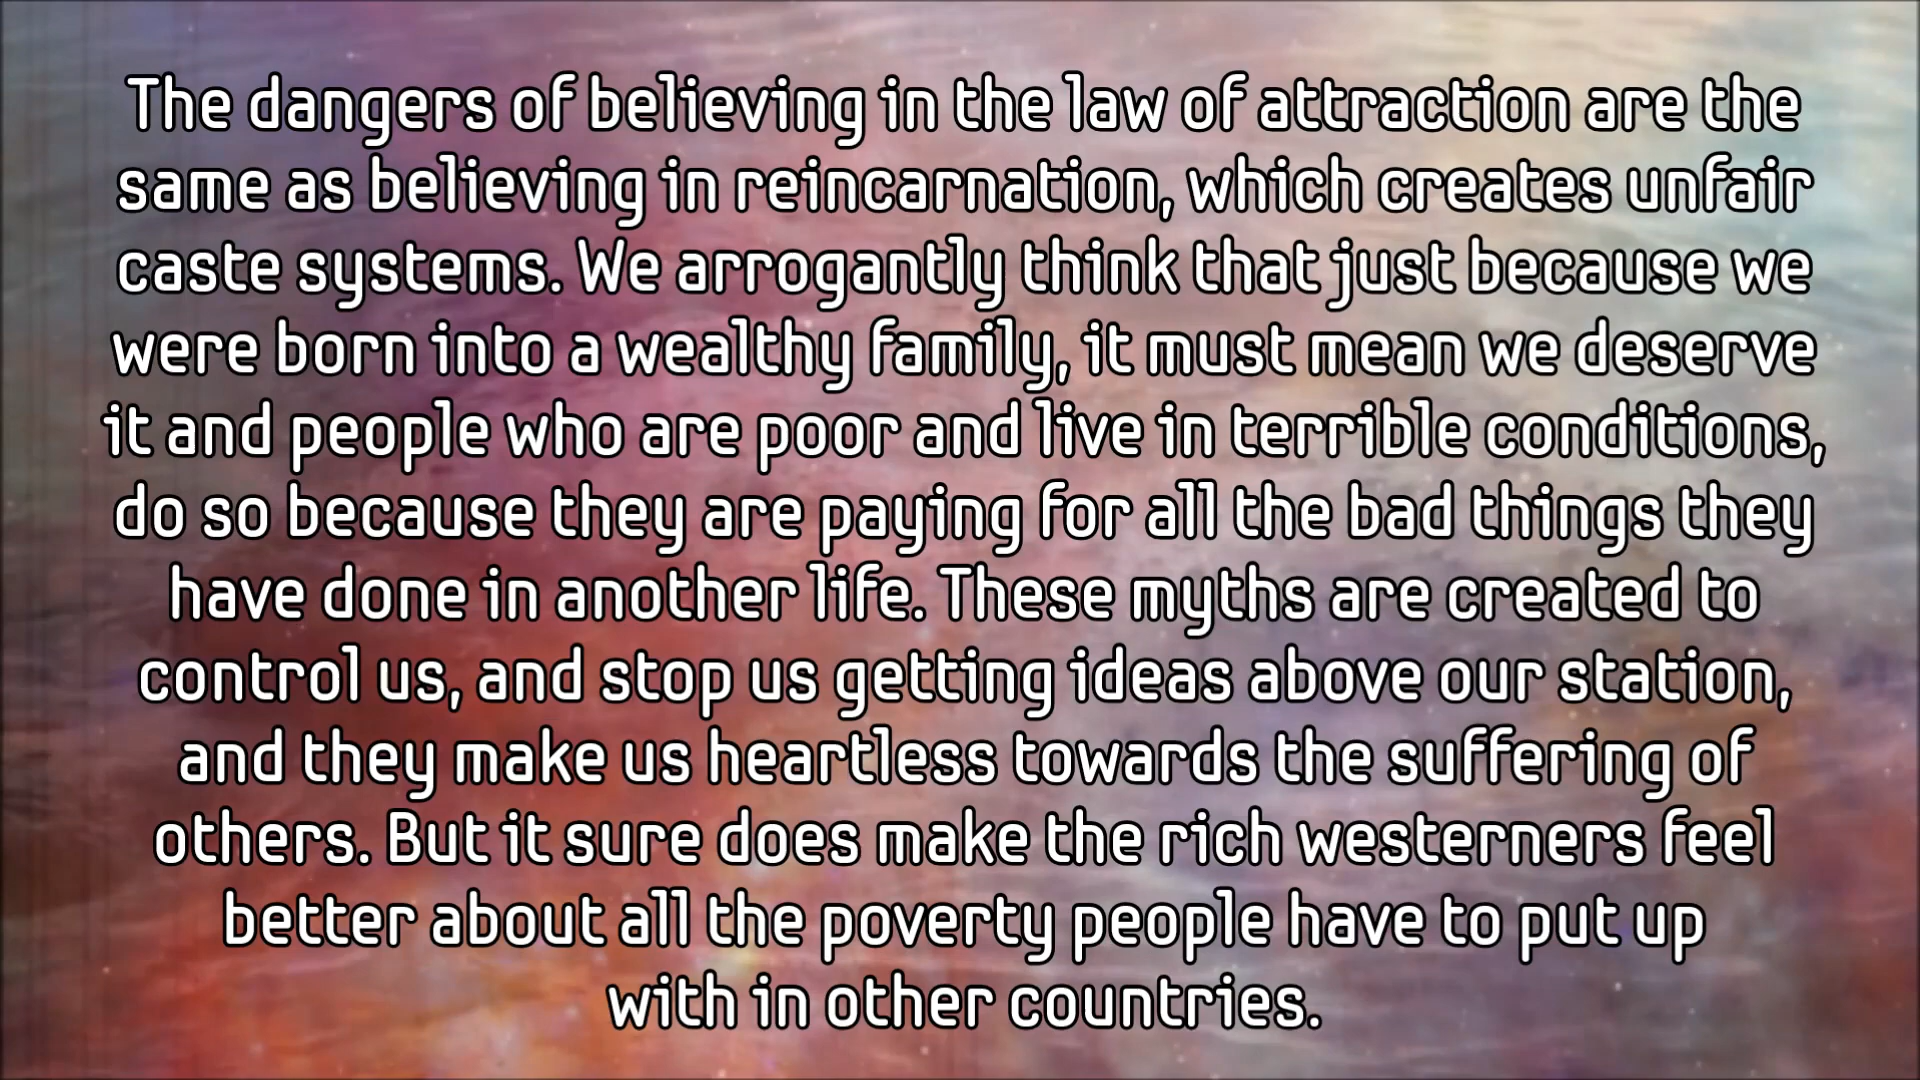 The dangers of believing in the law of attraction are the
same as believing in reincarnation, which creates unfair
caste systems. We arrogantly think that just because we
were born into a wealthy family, it must mean we deserve
it and people who are poor and live in terrible conditions,
do so because they are paying for all the bad things they
have done in another life. These myths are created to
control us, and stop us getting ideas above our station,
and they make us heartless towards the suffering of
others. But it sure does make the rich westerners feel
better about all the poverty people have to put up
with in other countries.